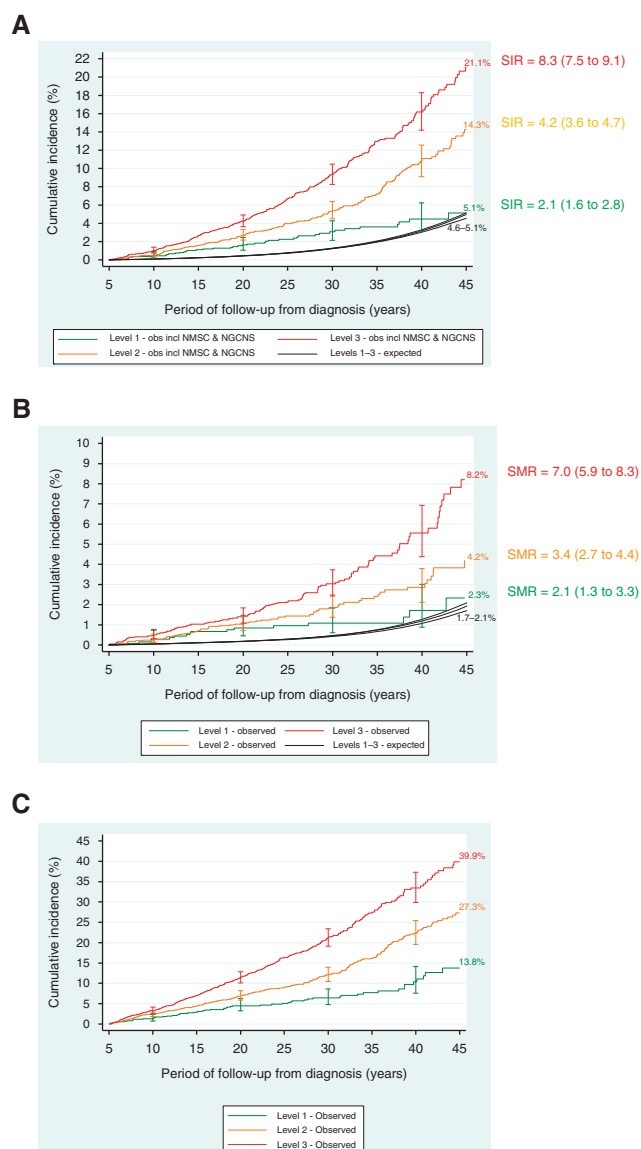 A
22
20
18
16
14
12
10
8
6
4
2
0
Cumulative incidence (%)
21.1%
14.3%
5.1%
4.6–5.1%
SIR = 8.3 (7.5 to 9.1)
SIR = 4.2 (3.6 to 4.7)
SIR = 2.1 (1.6 to 2.8)
5 10 15 20 25 30 35 40 45
Period of follow-up from diagnosis (years)
Level 1 - obs incl NMSC & NGCNS Level 3 - obs incl NMSC & NGCNS
Level 2 - obs incl NMSC & NGCNS Levels 1–3 - expected
B
10
9
8
7
6
5
4
3
2
1
0
Cumulative incidence (%)
8.2%
4.2%
2.3%
1.7–2.1%
SMR = 7.0 (5.9 to 8.3)
SMR = 3.4 (2.7 to 4.4)
SMR = 2.1 (1.3 to 3.3)
5 10 15 20 25 30 35 40 45
Period of follow-up from diagnosis (years)
Level 1 - observed Level 3 - observed
Level 2 - observed Levels 1–3 - expected
C
45
40
35
30
25
20
15
10
5
0
Cumulative incidence (%)
39.9%
27.3%
13.8%
5 10 15 20 25 30 35 40 45
Period of follow-up from diagnosis (years)
Level 1 - Observed
Level 2 - Observed
Level 3 - Observed